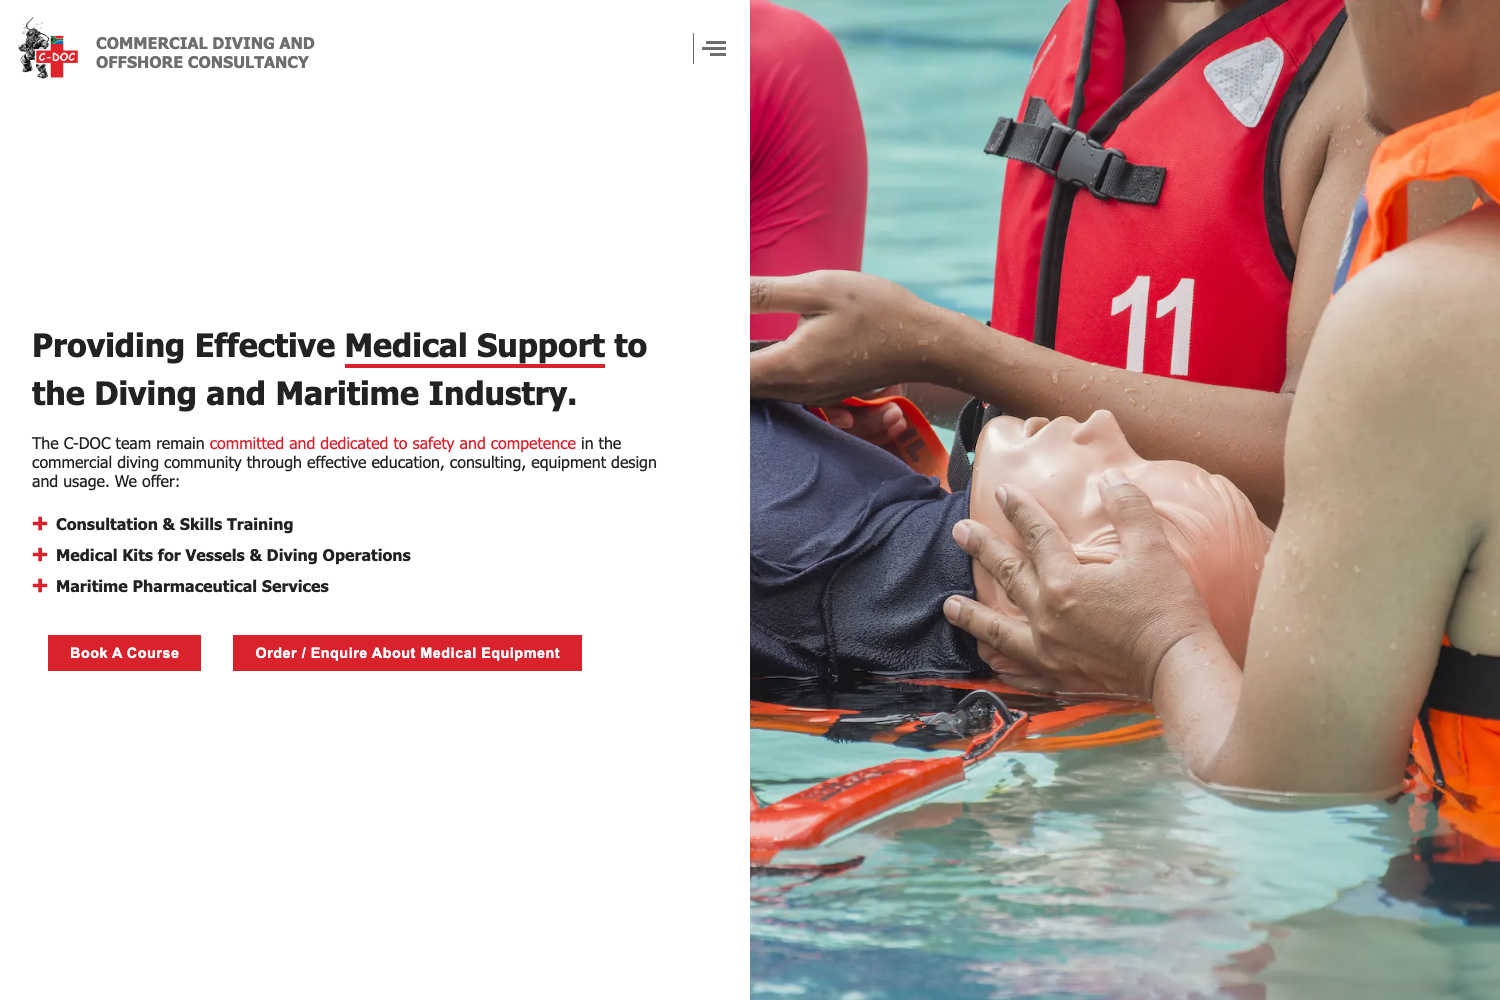 C-DOC
COMMERCIAL DIVING AND
OFFSHORE CONSULTANCY
Providing Effective Medical Support to
the Diving and Maritime Industry.
The C-DOC team remain committed and dedicated to safety and competence in the
commercial diving community through effective education, consulting, equipment design
and usage. We offer:
Consultation & Skills Training
Medical Kits for Vessels & Diving Operations
Maritime Pharmaceutical Services
Book A Course
Order / Enquire About Medical Equipment
11